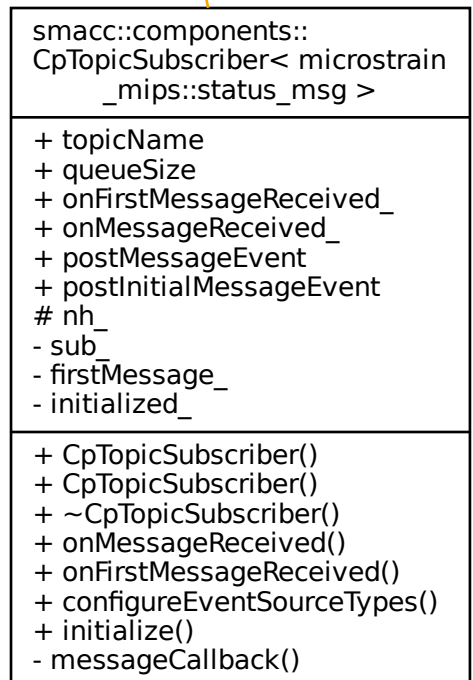 smacc::components::
CpTopicSubscriber< microstrain
_mips::status_msg >
+ topicName
+ queueSize
+ onFirstMessageReceived_
+ onMessageReceived_
+ postMessageEvent
+ postInitialMessageEvent
# nh_
- sub_
- firstMessage_
- initialized_
+ CpTopicSubscriber()
+ CpTopicSubscriber()
+ ~CpTopicSubscriber()
+ onMessageReceived()
+ onFirstMessageReceived()
+ configureEventSourceTypes()
+ initialize()
- messageCallback()